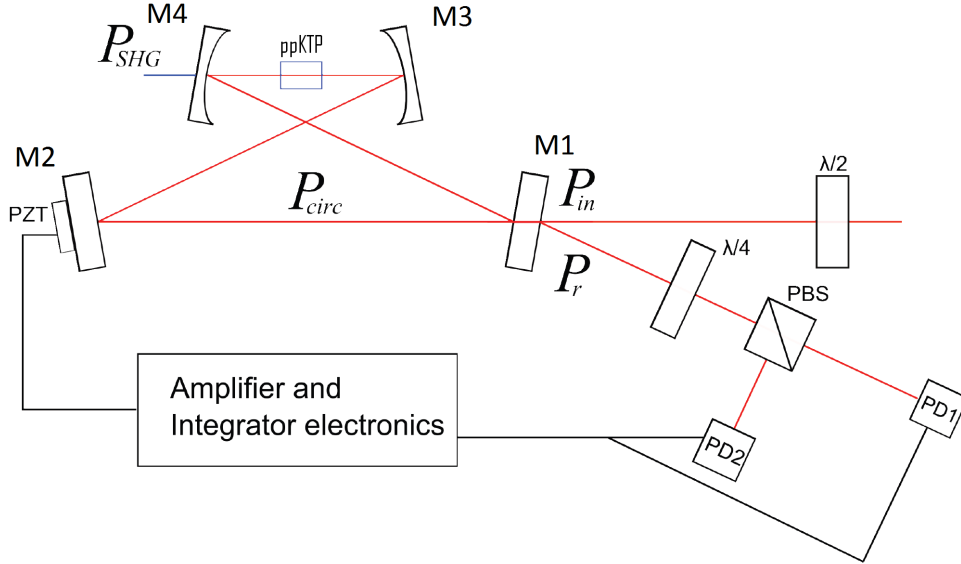 M4
M3
P_SHG
ppKTP
M2
M1
λ/2
PZT
P_circ
P_in
λ/4
P_r
PBS
Amplifier and
Integrator electronics
PD1
PD2